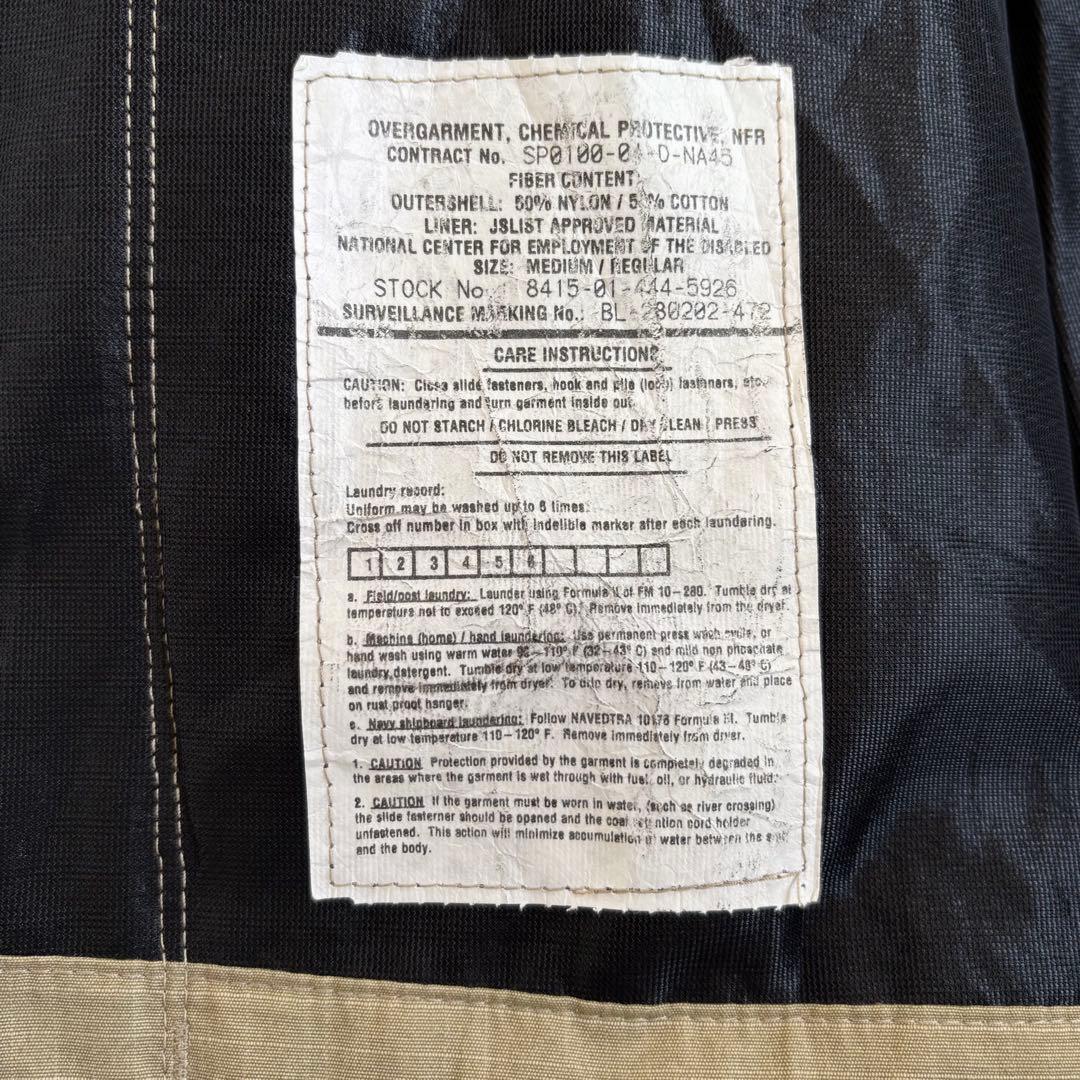 OVERGARMENT, CHEMICAL PROTECTIVE, NFR
CONTRACT No. SP0100-04-D-NA45
FIBER CONTENT
OUTERSHELL: 50% NYLON / 50% COTTON
LINER: JSLIST APPROVED MATERIAL
NATIONAL CENTER FOR EMPLOYMENT OF THE DISABLED
SIZE: MEDIUM / REGULAR
STOCK No. 8415-01-444-5926
SURVEILLANCE MARKING No.: BL-280202-472
CARE INSTRUCTIONS
CAUTION: Close slide fasteners, hook and pile (loop) fasteners, etc.
before laundering and turn garment inside out.
DO NOT STARCH / CHLORINE BLEACH / DRY CLEAN / PRESS
DO NOT REMOVE THIS LABEL
Laundry record:
Uniform may be washed up to 6 times.
Cross off number in box with indelible marker after each laundering.
1 2 3 4 5 6
a. Field/post laundry: Launder using Formula II of FM 10-280. Tumble dry at
temperature not to exceed 120° F (48° C). Remove immediately from the dryer.
b. Machine (home) / hand laundering: Use permanent press wash cycle, or
hand wash using warm water 90-110° F (32-43° C) and mild non phosphate
laundry detergent. Tumble dry at low temperature 110-120° F (43-48° C)
and remove immediately from dryer. To drip dry, remove from water and place
on rust proof hanger.
c. Navy shipboard laundering: Follow NAVEDTRA 10176 Formula III. Tumble
dry at low temperature 110-120° F. Remove immediately from dryer.
1. CAUTION Protection provided by the garment is completely degraded in
the areas where the garment is wet through with fuel, oil, or hydraulic fluid.
2. CAUTION If the garment must be worn in water, (such as river crossing)
the slide fasterner should be opened and the coat retention cord holder
unfastened. This action will minimize accumulation of water between the suit
and the body.